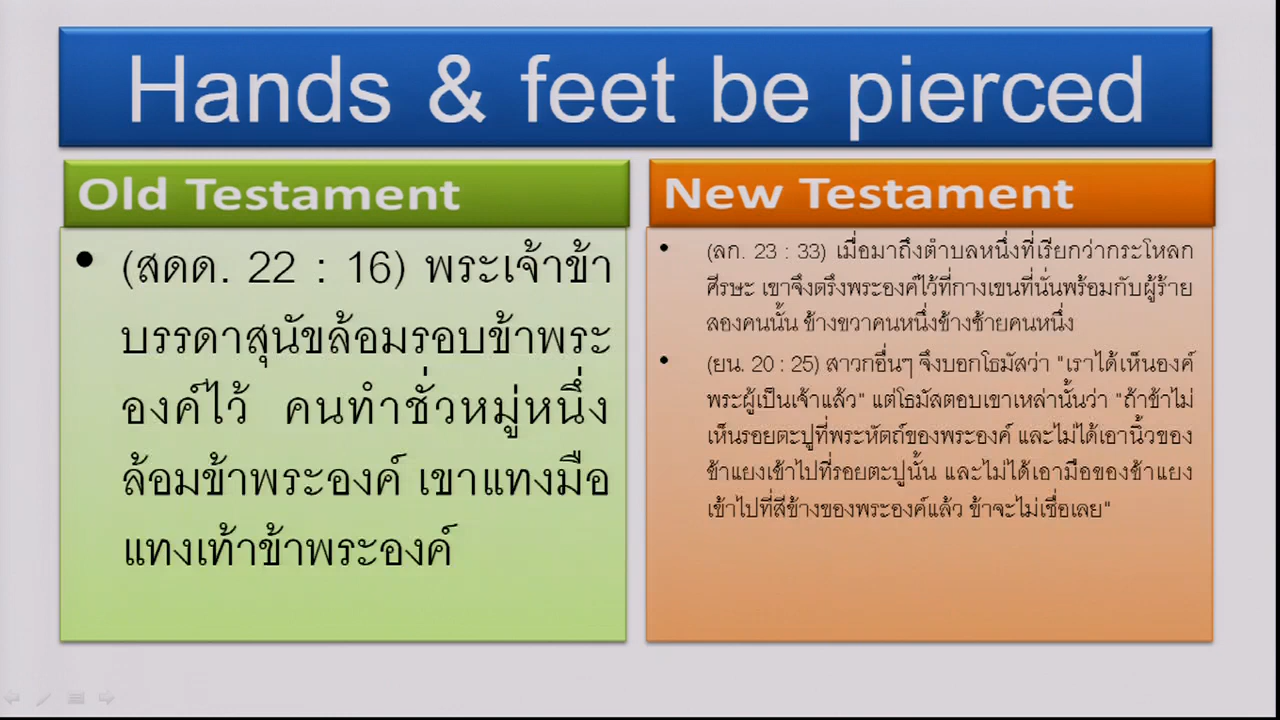 Hands & feet be pierced
Old Testament
• (สดด. 22 : 16) พระเจ้าข้า
บรรดาสุนัขล้อมรอบข้าพระ
องค์ไว้ คนทำชั่วหมู่หนึ่ง
ล้อมข้าพระองค์ เขาแทงมือ
แทงเท้าข้าพระองค์
New Testament
• (ลก. 23 : 33) เมื่อมาถึงตำบลหนึ่งที่เรียกว่ากระโหลก
ศีรษะ เขาจึงตรึงพระองค์ไว้ที่กางเขนที่นั่นพร้อมกับผู้ร้าย
สองคนนั้น ข้างขวาคนหนึ่งข้างซ้ายคนหนึ่ง
• (ยน. 20 : 25) สาวกอื่นๆ จึงบอกโธมัสว่า "เราได้เห็นองค์
พระผู้เป็นเจ้าแล้ว" แต่โธมัสตอบเขาเหล่านั้นว่า "ถ้าข้าไม่
เห็นรอยตะปูที่พระหัตถ์ของพระองค์ และไม่ได้เอานิ้วของ
ข้าแยงเข้าไปที่รอยตะปูนั้น และไม่ได้เอามือของข้าแยง
เข้าไปที่สีข้างของพระองค์แล้ว ข้าจะไม่เชื่อเลย"